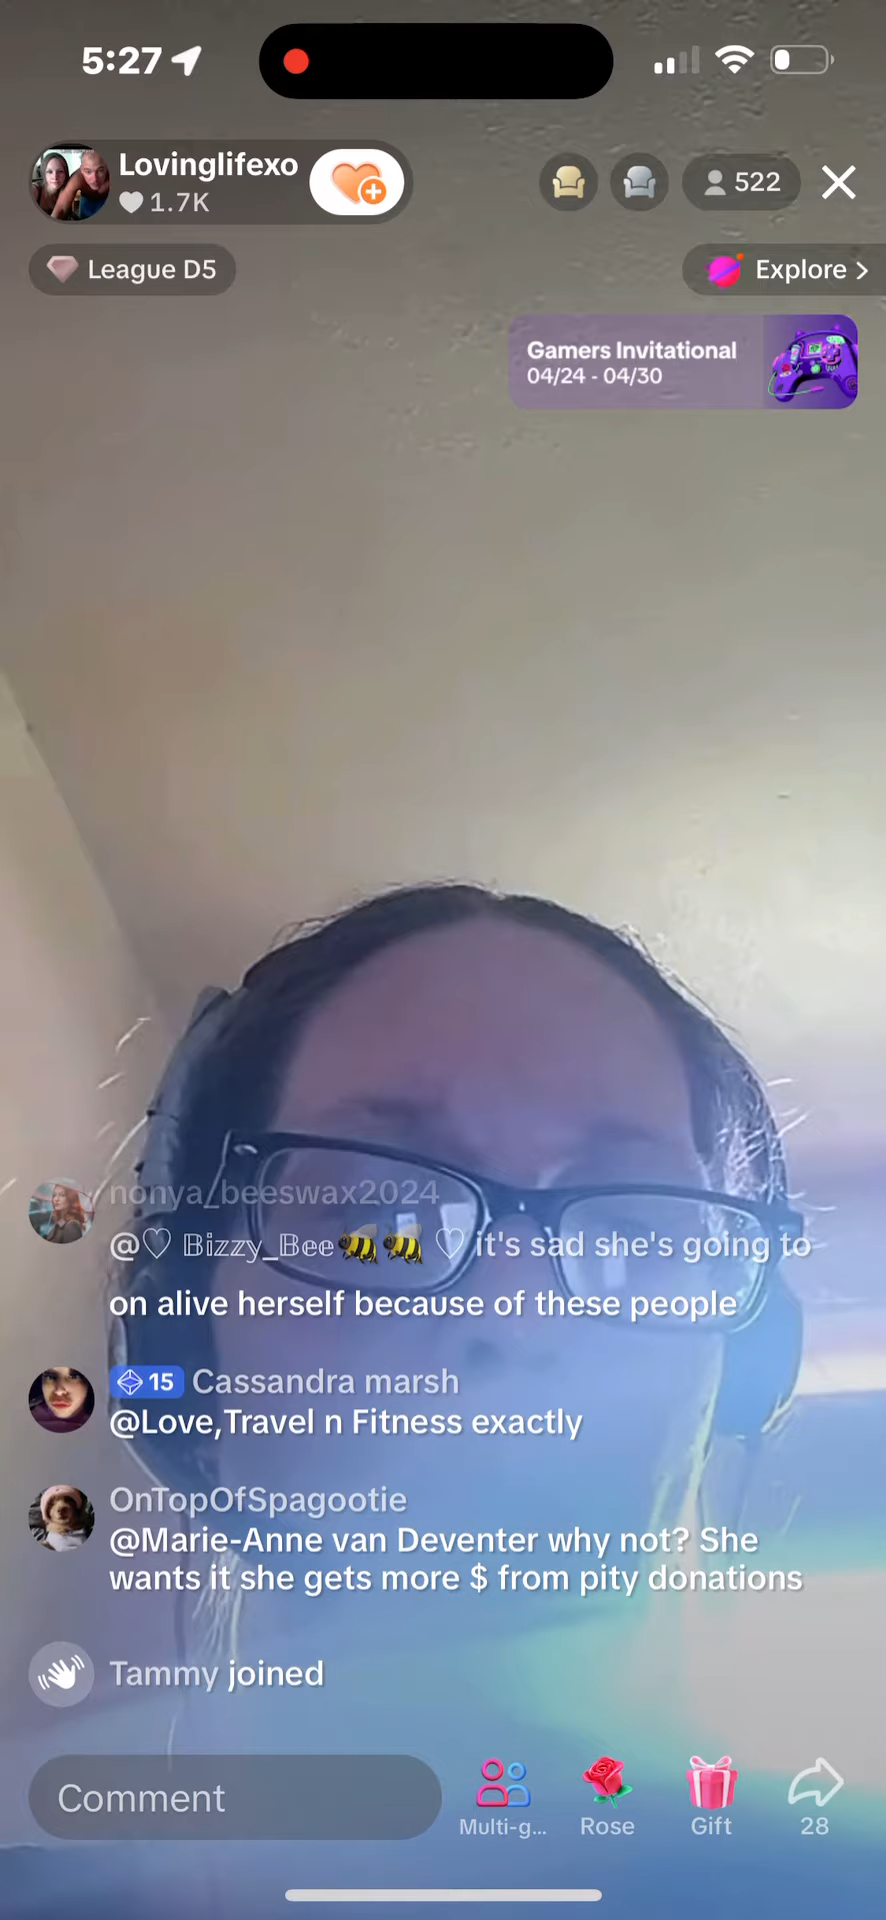 5:27
Lovinglifexo
1.7K
522
League D5
Explore >
Gamers Invitational
04/24 - 04/30
nonya_beeswax2024
@♡ 𝔹𝕚𝕫𝕫𝕪_𝔹𝕖𝕖🐝🐝 ♡ it's sad she's going to
on alive herself because of these people
15 Cassandra marsh
@Love,Travel n Fitness exactly
OnTopOfSpagootie
@Marie-Anne van Deventer why not? She
wants it she gets more $ from pity donations
Tammy joined
Comment
Multi-g...
Rose
Gift
28